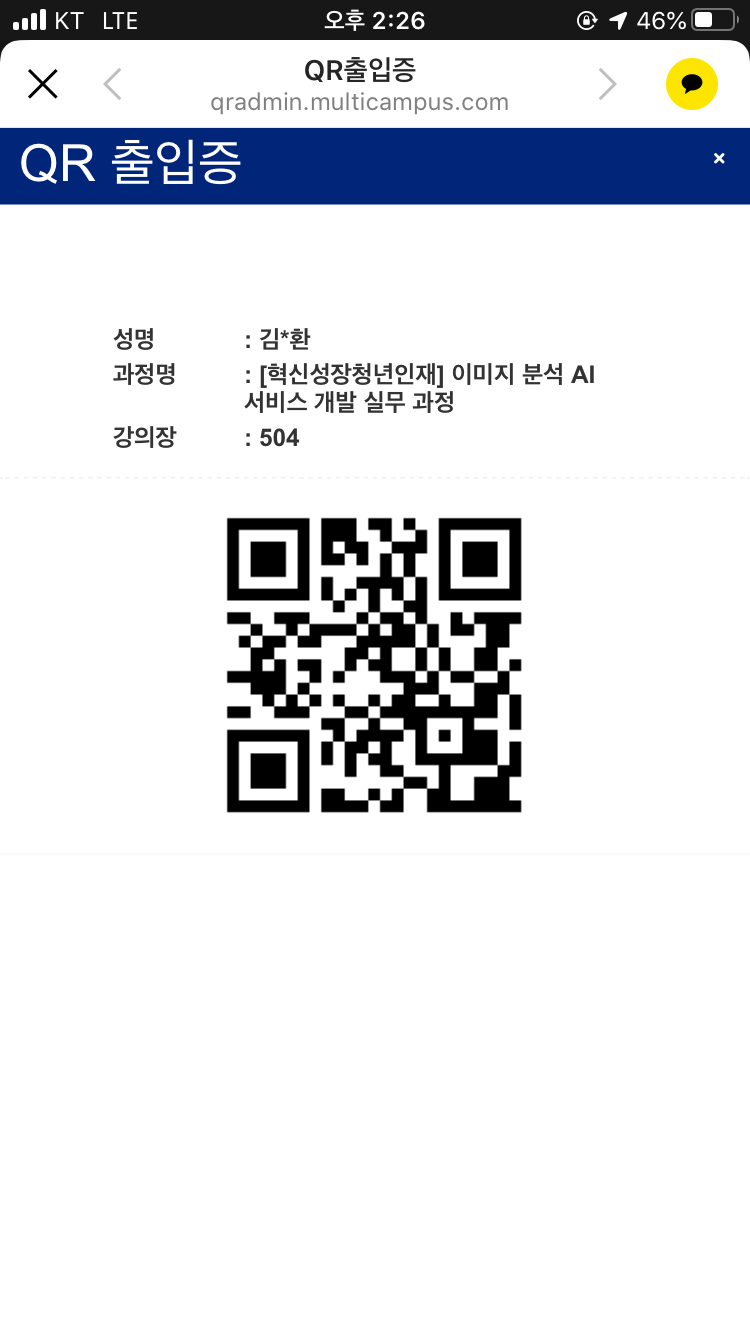 KT LTE 오후 2:26 46%
QR출입증
qradmin.multicampus.com
QR 출입증
성명 : 김*환
과정명 : [혁신성장청년인재] 이미지 분석 AI
서비스 개발 실무 과정
강의장 : 504